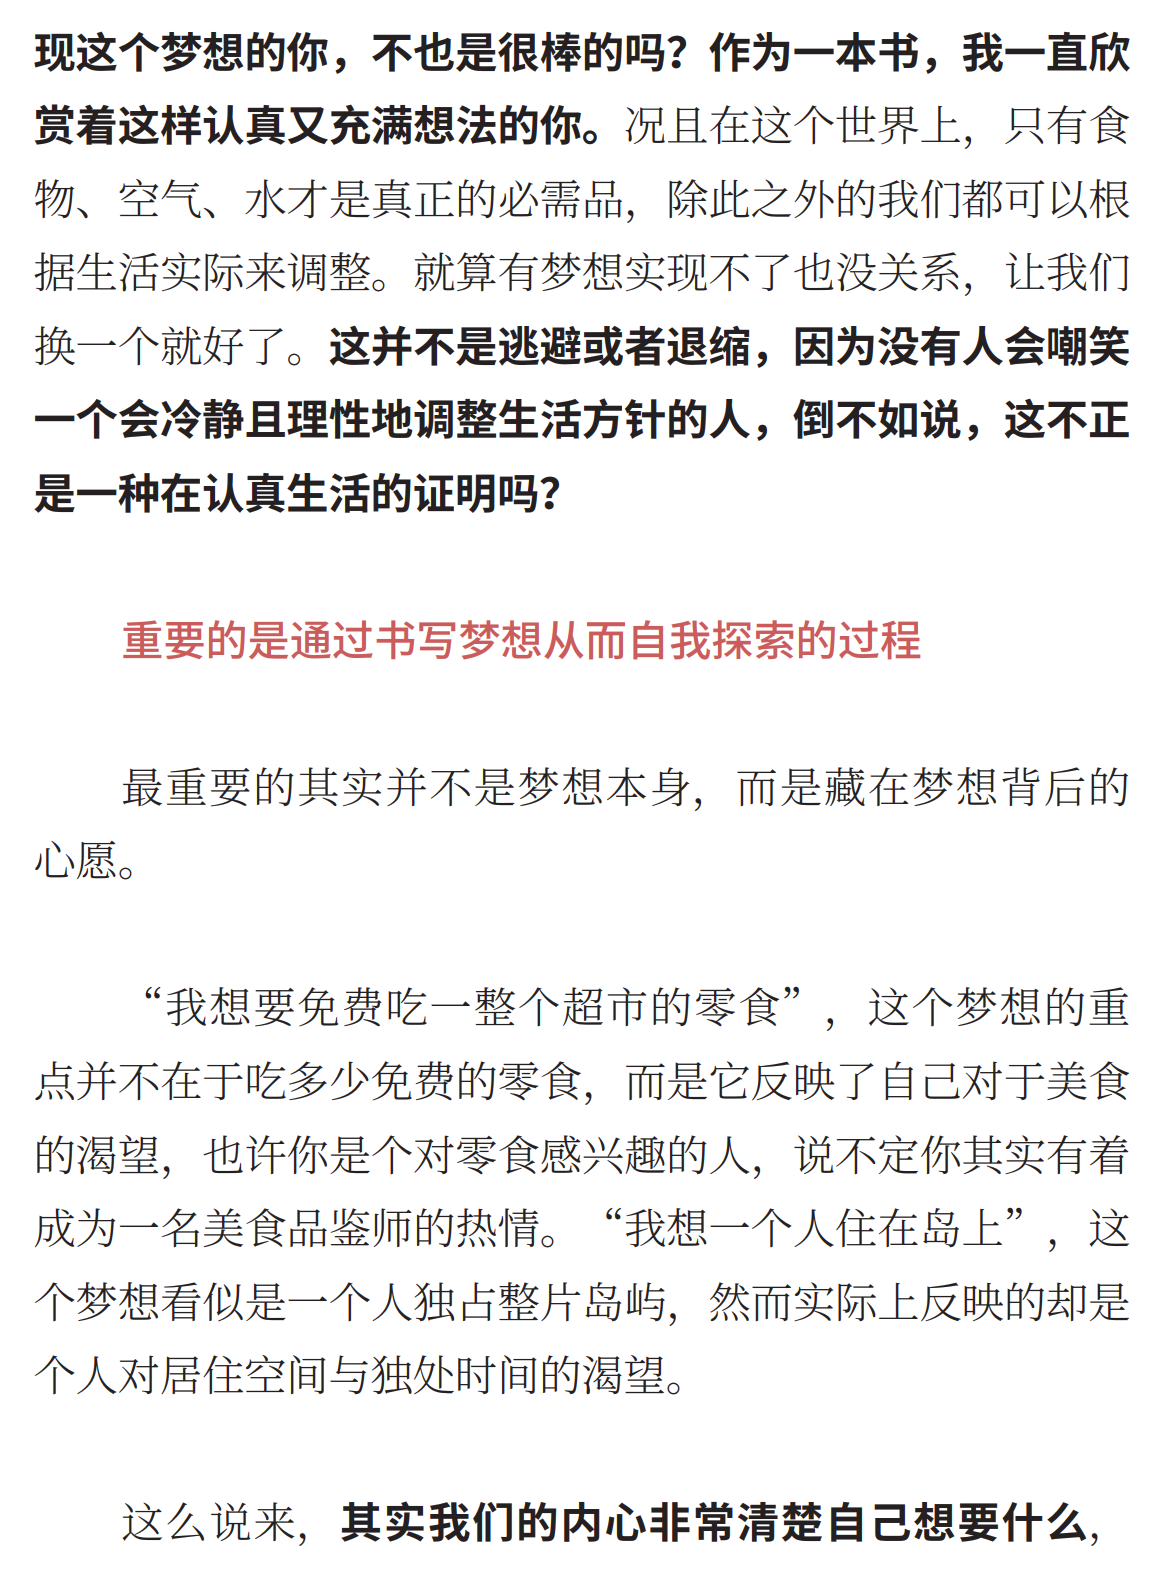 现这个梦想的你，不也是很棒的吗？作为一本书，我一直欣
赏着这样认真又充满想法的你。况且在这个世界上，只有食
物、空气、水才是真正的必需品，除此之外的我们都可以根
据生活实际来调整。就算有梦想实现不了也没关系，让我们
换一个就好了。这并不是逃避或者退缩，因为没有人会嘲笑
一个会冷静且理性地调整生活方针的人，倒不如说，这不正
是一种在认真生活的证明吗？
重要的是通过书写梦想从而自我探索的过程
最重要的其实并不是梦想本身，而是藏在梦想背后的
心愿。
“我想要免费吃一整个超市的零食”，这个梦想的重
点并不在于吃多少免费的零食，而是它反映了自己对于美食
的渴望，也许你是个对零食感兴趣的人，说不定你其实有着
成为一名美食品鉴师的热情。“我想一个人住在岛上”，这
个梦想看似是一个人独占整片岛屿，然而实际上反映的却是
个人对居住空间与独处时间的渴望。
这么说来，其实我们的内心非常清楚自己想要什么，